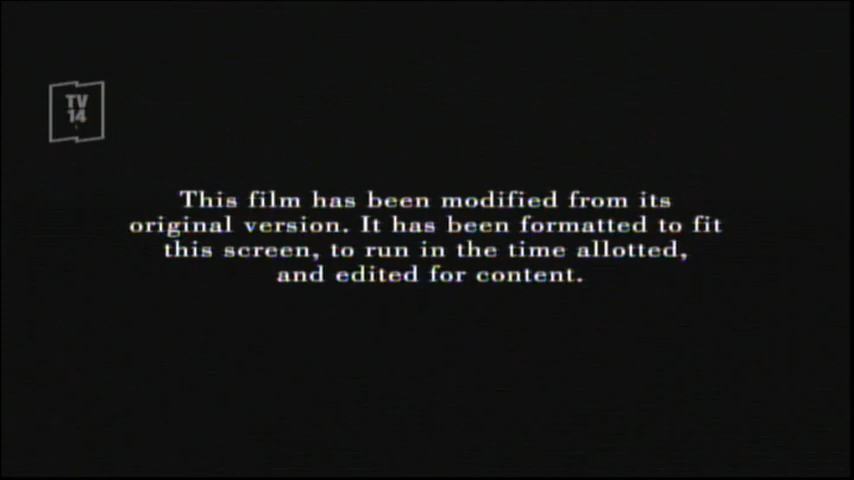 TV
14
This film has been modified from its
original version. It has been formatted to fit
this screen, to run in the time allotted,
and edited for content.